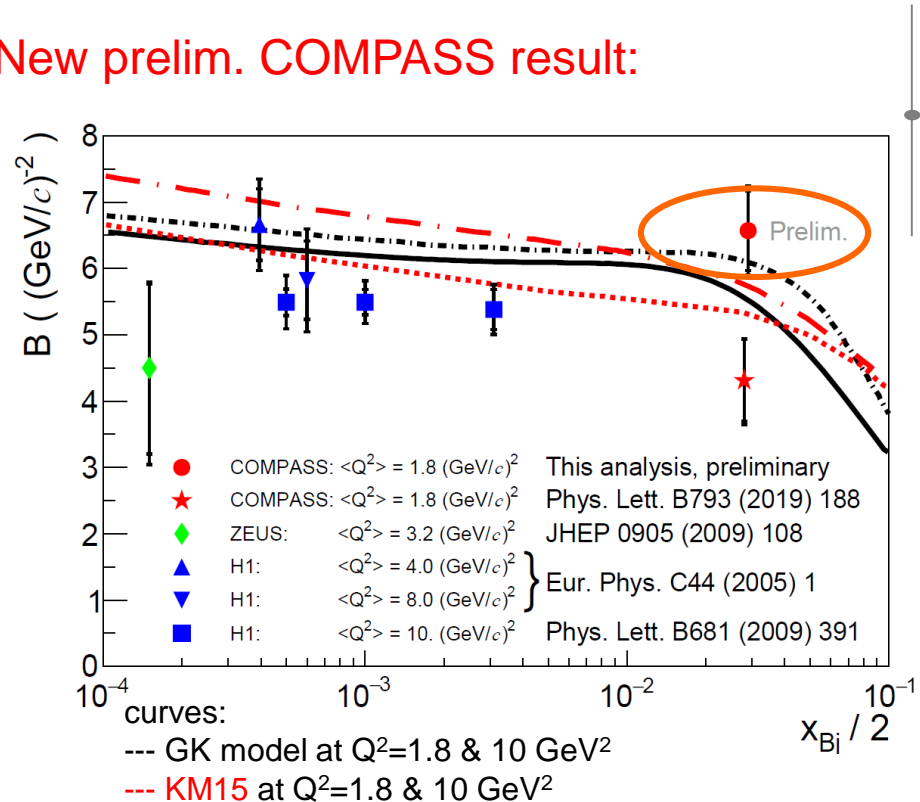 New prelim. COMPASS result:
B ( (GeV/c)⁻² )
8
7
6
5
4
3
2
1
0
Prelim.
COMPASS: <Q²> = 1.8 (GeV/c)² This analysis, preliminary
COMPASS: <Q²> = 1.8 (GeV/c)² Phys. Lett. B793 (2019) 188
ZEUS: <Q²> = 3.2 (GeV/c)² JHEP 0905 (2009) 108
H1: <Q²> = 4.0 (GeV/c)²
Eur. Phys. C44 (2005) 1
H1: <Q²> = 8.0 (GeV/c)²
H1: <Q²> = 10. (GeV/c)² Phys. Lett. B681 (2009) 391
10⁻⁴ 10⁻³ 10⁻² 10⁻¹
x_Bj / 2
curves:
--- GK model at Q²=1.8 & 10 GeV²
--- KM15 at Q²=1.8 & 10 GeV²